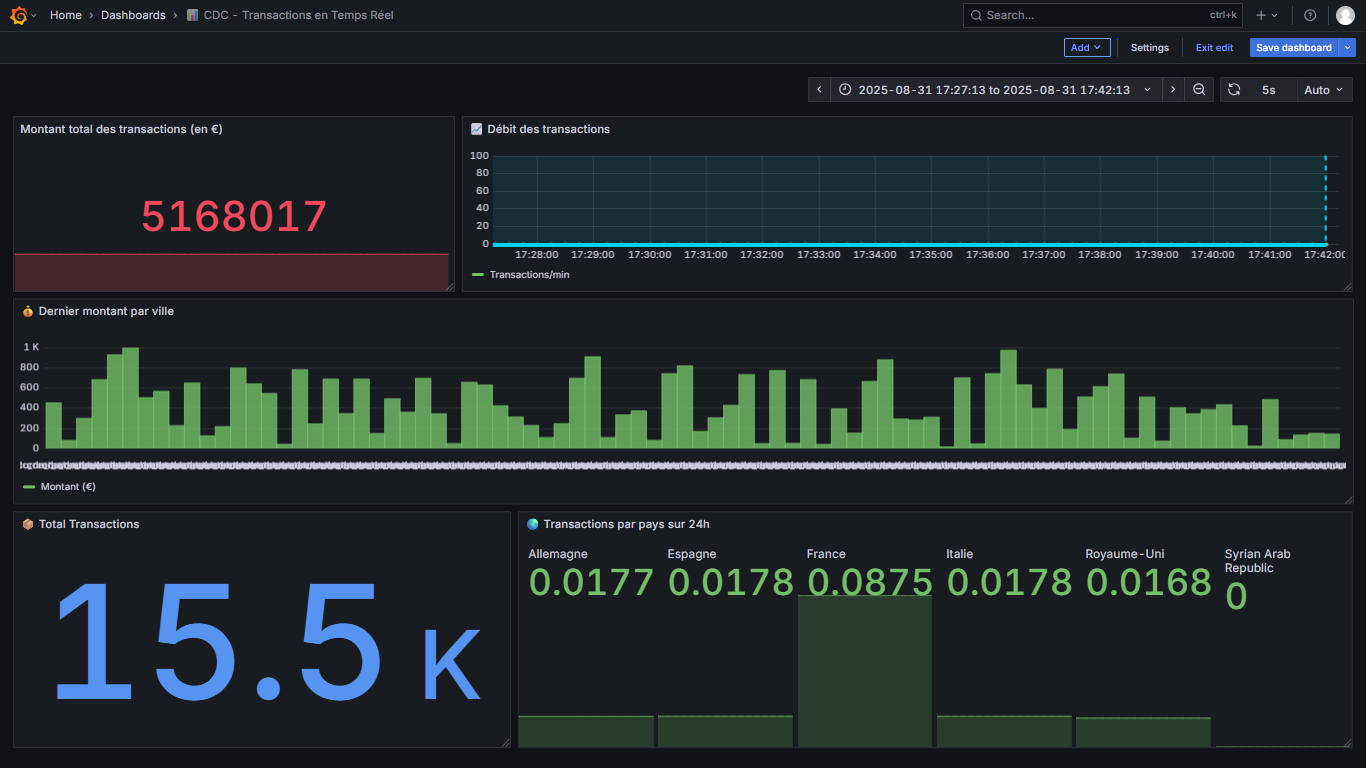 Home › Dashboards › CDC - Transactions en Temps Réel
Search... ctrl+k
Add Settings Exit edit Save dashboard
2025-08-31 17:27:13 to 2025-08-31 17:42:13 5s Auto
Montant total des transactions (en €)
5168017
Débit des transactions
100
80
60
40
20
0
17:28:00 17:29:00 17:30:00 17:31:00 17:32:00 17:33:00 17:34:00 17:35:00 17:36:00 17:37:00 17:38:00 17:39:00 17:40:00 17:41:00 17:42:00
Transactions/min
Dernier montant par ville
1 K
800
600
400
200
0
Montant (€)
Total Transactions
15.5 K
Transactions par pays sur 24h
Allemagne Espagne France Italie Royaume-Uni Syrian Arab
Republic
0.0177 0.0178 0.0875 0.0178 0.0168 0